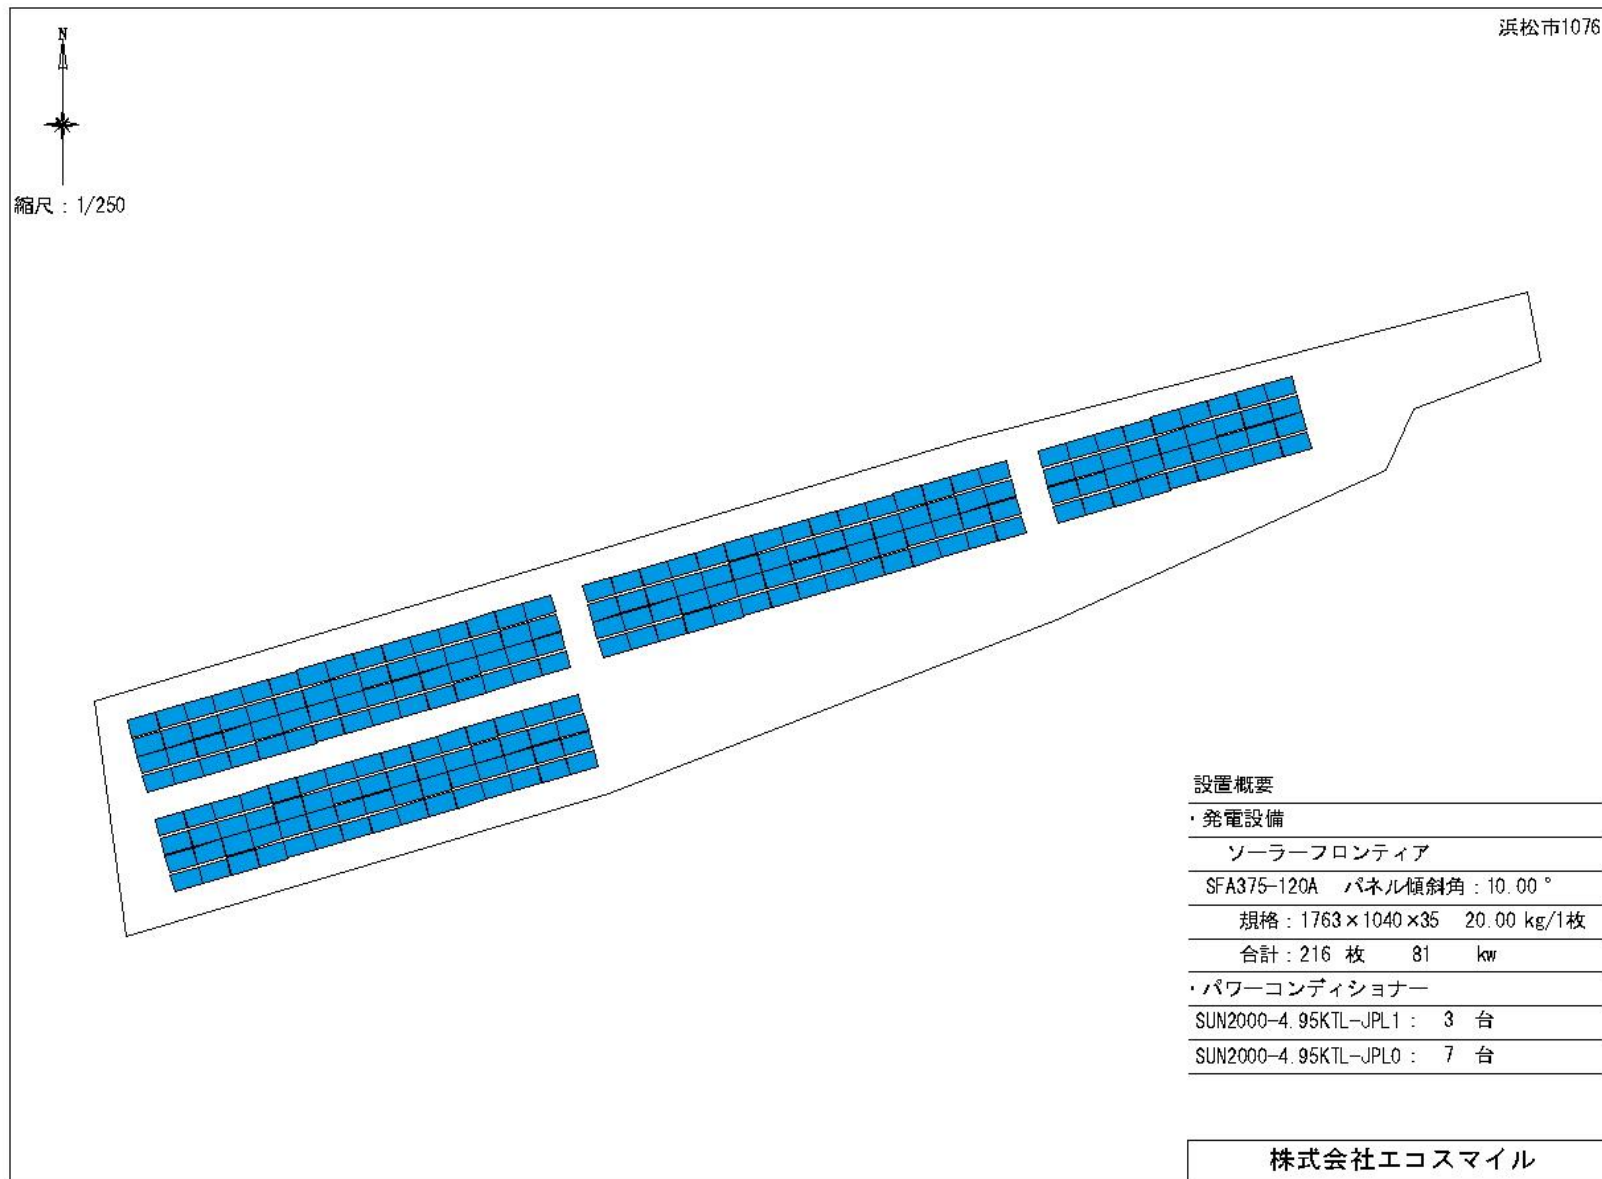 浜松市1076
N
縮尺：1/250
設置概要
・発電設備
ソーラーフロンティア
SFA375-120A　パネル傾斜角：10.00°
規格：1763×1040×35　20.00 kg/1枚
合計：216 枚　81　kw
・パワーコンディショナー
SUN2000-4.95KTL-JPL1：　3　台
SUN2000-4.95KTL-JPL0：　7　台
株式会社エコスマイル